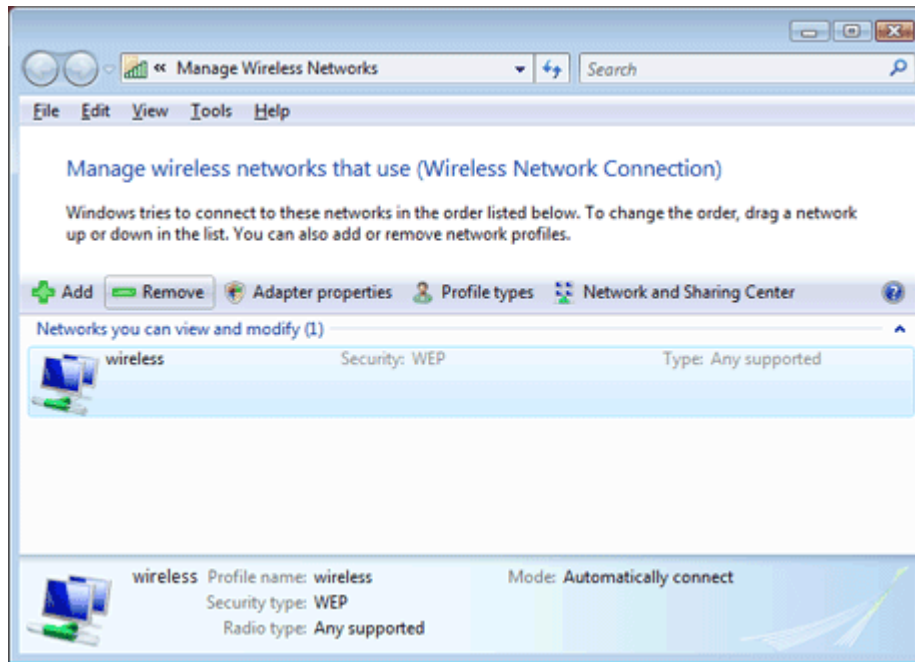 « Manage Wireless Networks
Search
File Edit View Tools Help
Manage wireless networks that use (Wireless Network Connection)
Windows tries to connect to these networks in the order listed below. To change the order, drag a network
up or down in the list. You can also add or remove network profiles.
Add Remove Adapter properties Profile types Network and Sharing Center
Networks you can view and modify (1)
wireless Security: WEP Type: Any supported
wireless Profile name: wireless Mode: Automatically connect
Security type: WEP
Radio type: Any supported